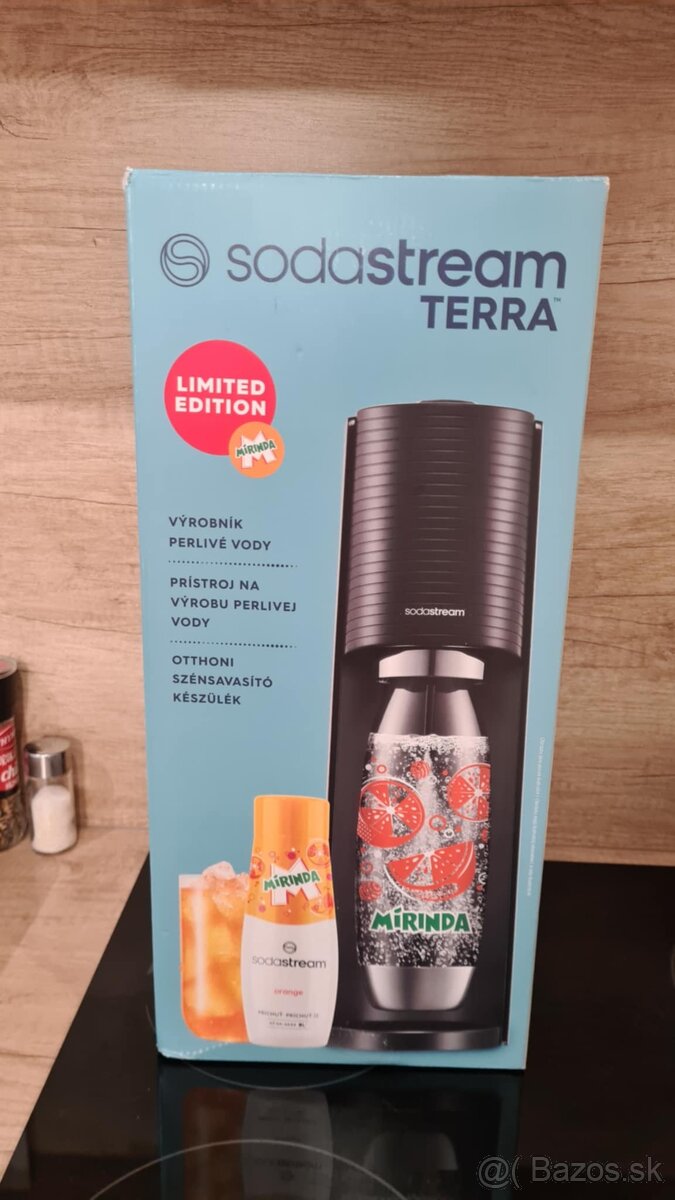 sodastream
TERRA™
LIMITED
EDITION
MIRINDA
VÝROBNÍK
PERLIVÉ VODY
PRÍSTROJ NA
VÝROBU PERLIVEJ
VODY
OTTHONI
SZÉNSAVASÍTÓ
KÉSZÜLÉK
sodastream
MIRINDA
MIRINDA
sodastream
orange
@( Bazos.sk